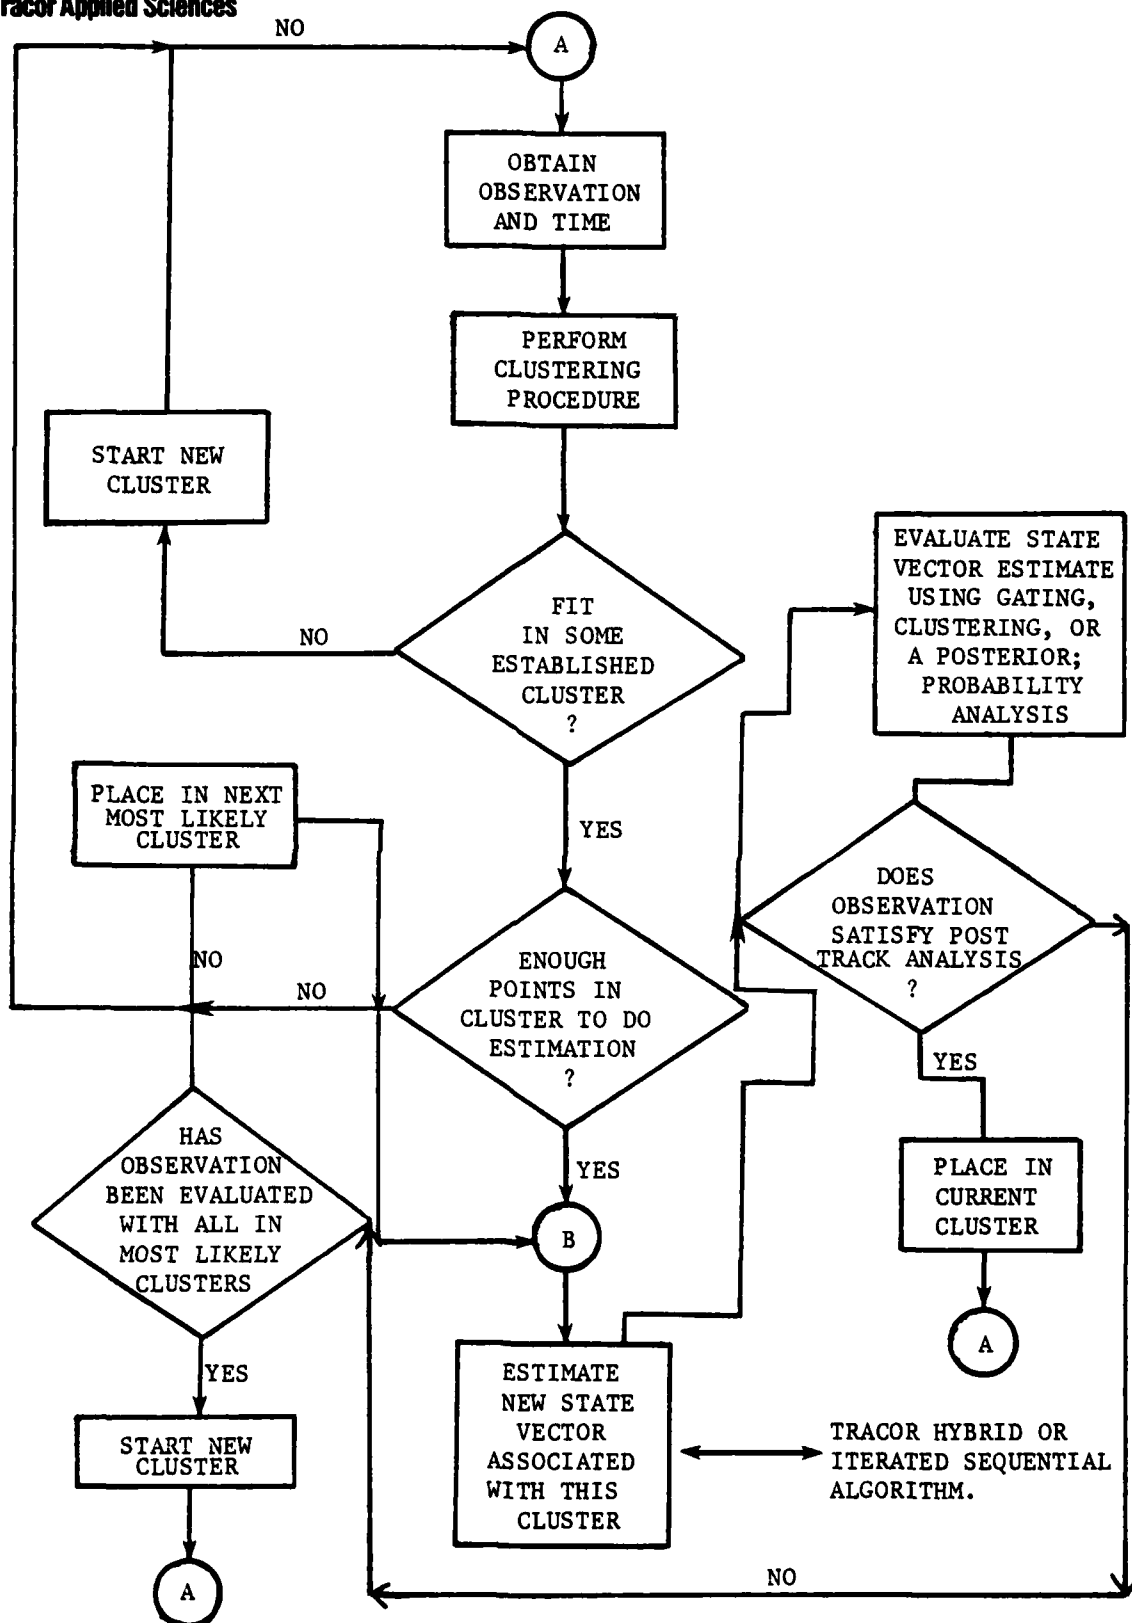 Tracor Applied Sciences
NO
A
OBTAIN
OBSERVATION
AND TIME
PERFORM
CLUSTERING
PROCEDURE
START NEW
CLUSTER
FIT
IN SOME
ESTABLISHED
CLUSTER
?
NO
EVALUATE STATE
VECTOR ESTIMATE
USING GATING,
CLUSTERING, OR
A POSTERIOR;
PROBABILITY
ANALYSIS
PLACE IN NEXT
MOST LIKELY
CLUSTER
YES
DOES
OBSERVATION
SATISFY POST
TRACK ANALYSIS
?
NO
NO
ENOUGH
POINTS IN
CLUSTER TO DO
ESTIMATION
?
YES
HAS
OBSERVATION
BEEN EVALUATED
WITH ALL IN
MOST LIKELY
CLUSTERS
YES
PLACE IN
CURRENT
CLUSTER
B
A
YES
START NEW
CLUSTER
ESTIMATE
NEW STATE
VECTOR
ASSOCIATED
WITH THIS
CLUSTER
TRACOR HYBRID OR
ITERATED SEQUENTIAL
ALGORITHM.
A
NO